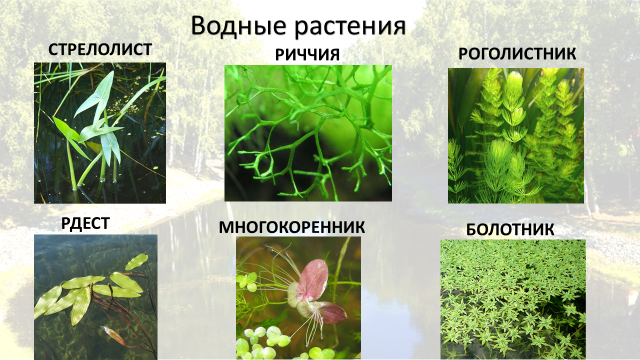 Водные растения
СТРЕЛОЛИСТ
РИЧЧИЯ
РОГОЛИСТНИК
РДЕСТ
МНОГОКОРЕННИК
БОЛОТНИК